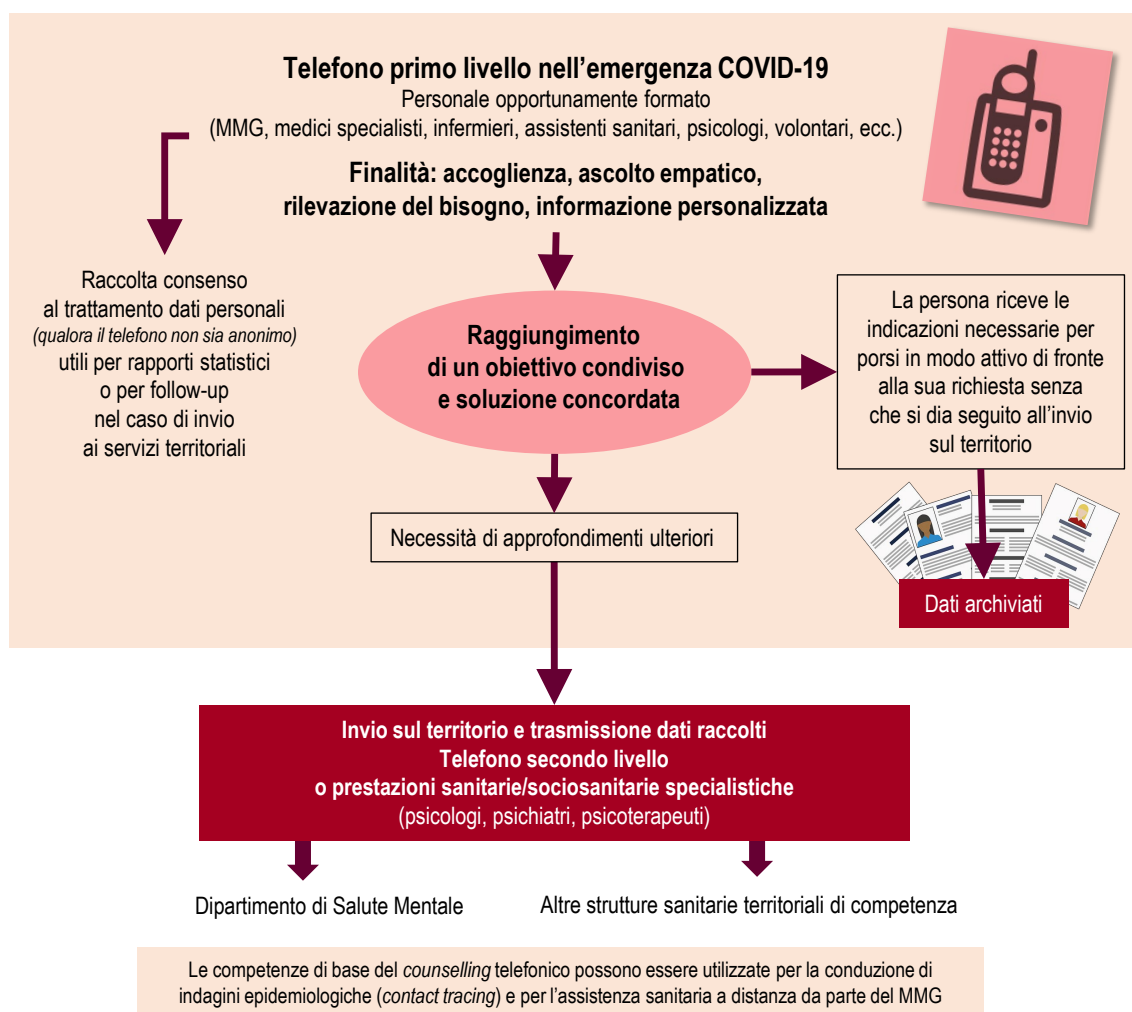 Telefono primo livello nell’emergenza COVID-19
Personale opportunamente formato
(MMG, medici specialisti, infermieri, assistenti sanitari, psicologi, volontari, ecc.)
Finalità: accoglienza, ascolto empatico,
rilevazione del bisogno, informazione personalizzata
Raccolta consenso
al trattamento dati personali
(qualora il telefono non sia anonimo)
utili per rapporti statistici
o per follow-up
nel caso di invio
ai servizi territoriali
Raggiungimento
di un obiettivo condiviso
e soluzione concordata
La persona riceve le
indicazioni necessarie per
porsi in modo attivo di fronte
alla sua richiesta senza
che si dia seguito all’invio
sul territorio
Necessità di approfondimenti ulteriori
Dati archiviati
Invio sul territorio e trasmissione dati raccolti
Telefono secondo livello
o prestazioni sanitarie/sociosanitarie specialistiche
(psicologi, psichiatri, psicoterapeuti)
Dipartimento di Salute Mentale
Altre strutture sanitarie territoriali di competenza
Le competenze di base del counselling telefonico possono essere utilizzate per la conduzione di
indagini epidemiologiche (contact tracing) e per l’assistenza sanitaria a distanza da parte del MMG